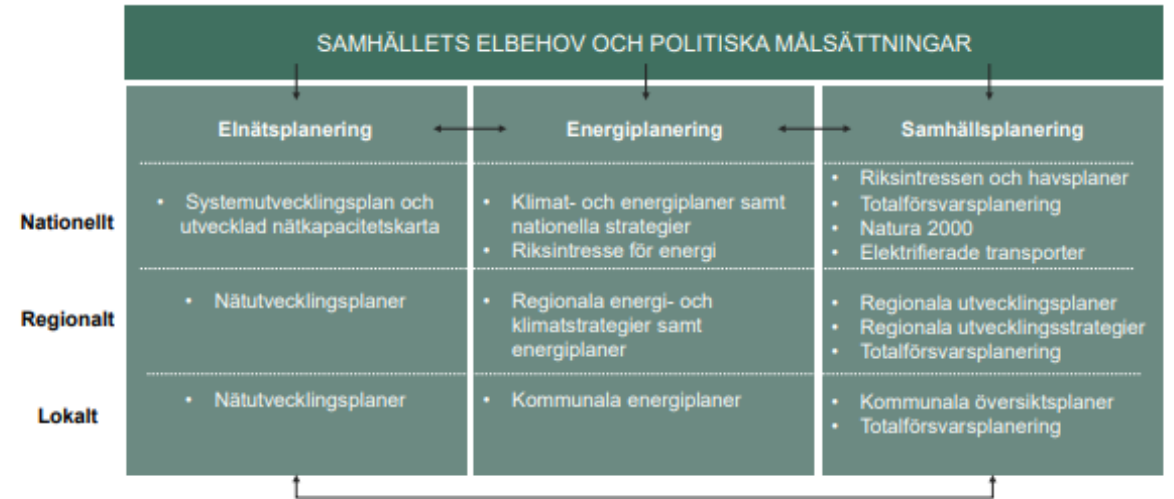 SAMHÄLLETS ELBEHOV OCH POLITISKA MÅLSÄTTNINGAR
Elnätsplanering
Energiplanering
Samhällsplanering
Nationellt
• Systemutvecklingsplan och
utvecklad nätkapacitetskarta
• Klimat- och energiplaner samt
nationella strategier
• Riksintresse för energi
• Riksintressen och havsplaner
• Totalförsvarsplanering
• Natura 2000
• Elektrifierade transporter
Regionalt
• Nätutvecklingsplaner
• Regionala energi- och
klimatstrategier samt
energiplaner
• Regionala utvecklingsplaner
• Regionala utvecklingsstrategier
• Totalförsvarsplanering
Lokalt
• Nätutvecklingsplaner
• Kommunala energiplaner
• Kommunala översiktsplaner
• Totalförsvarsplanering